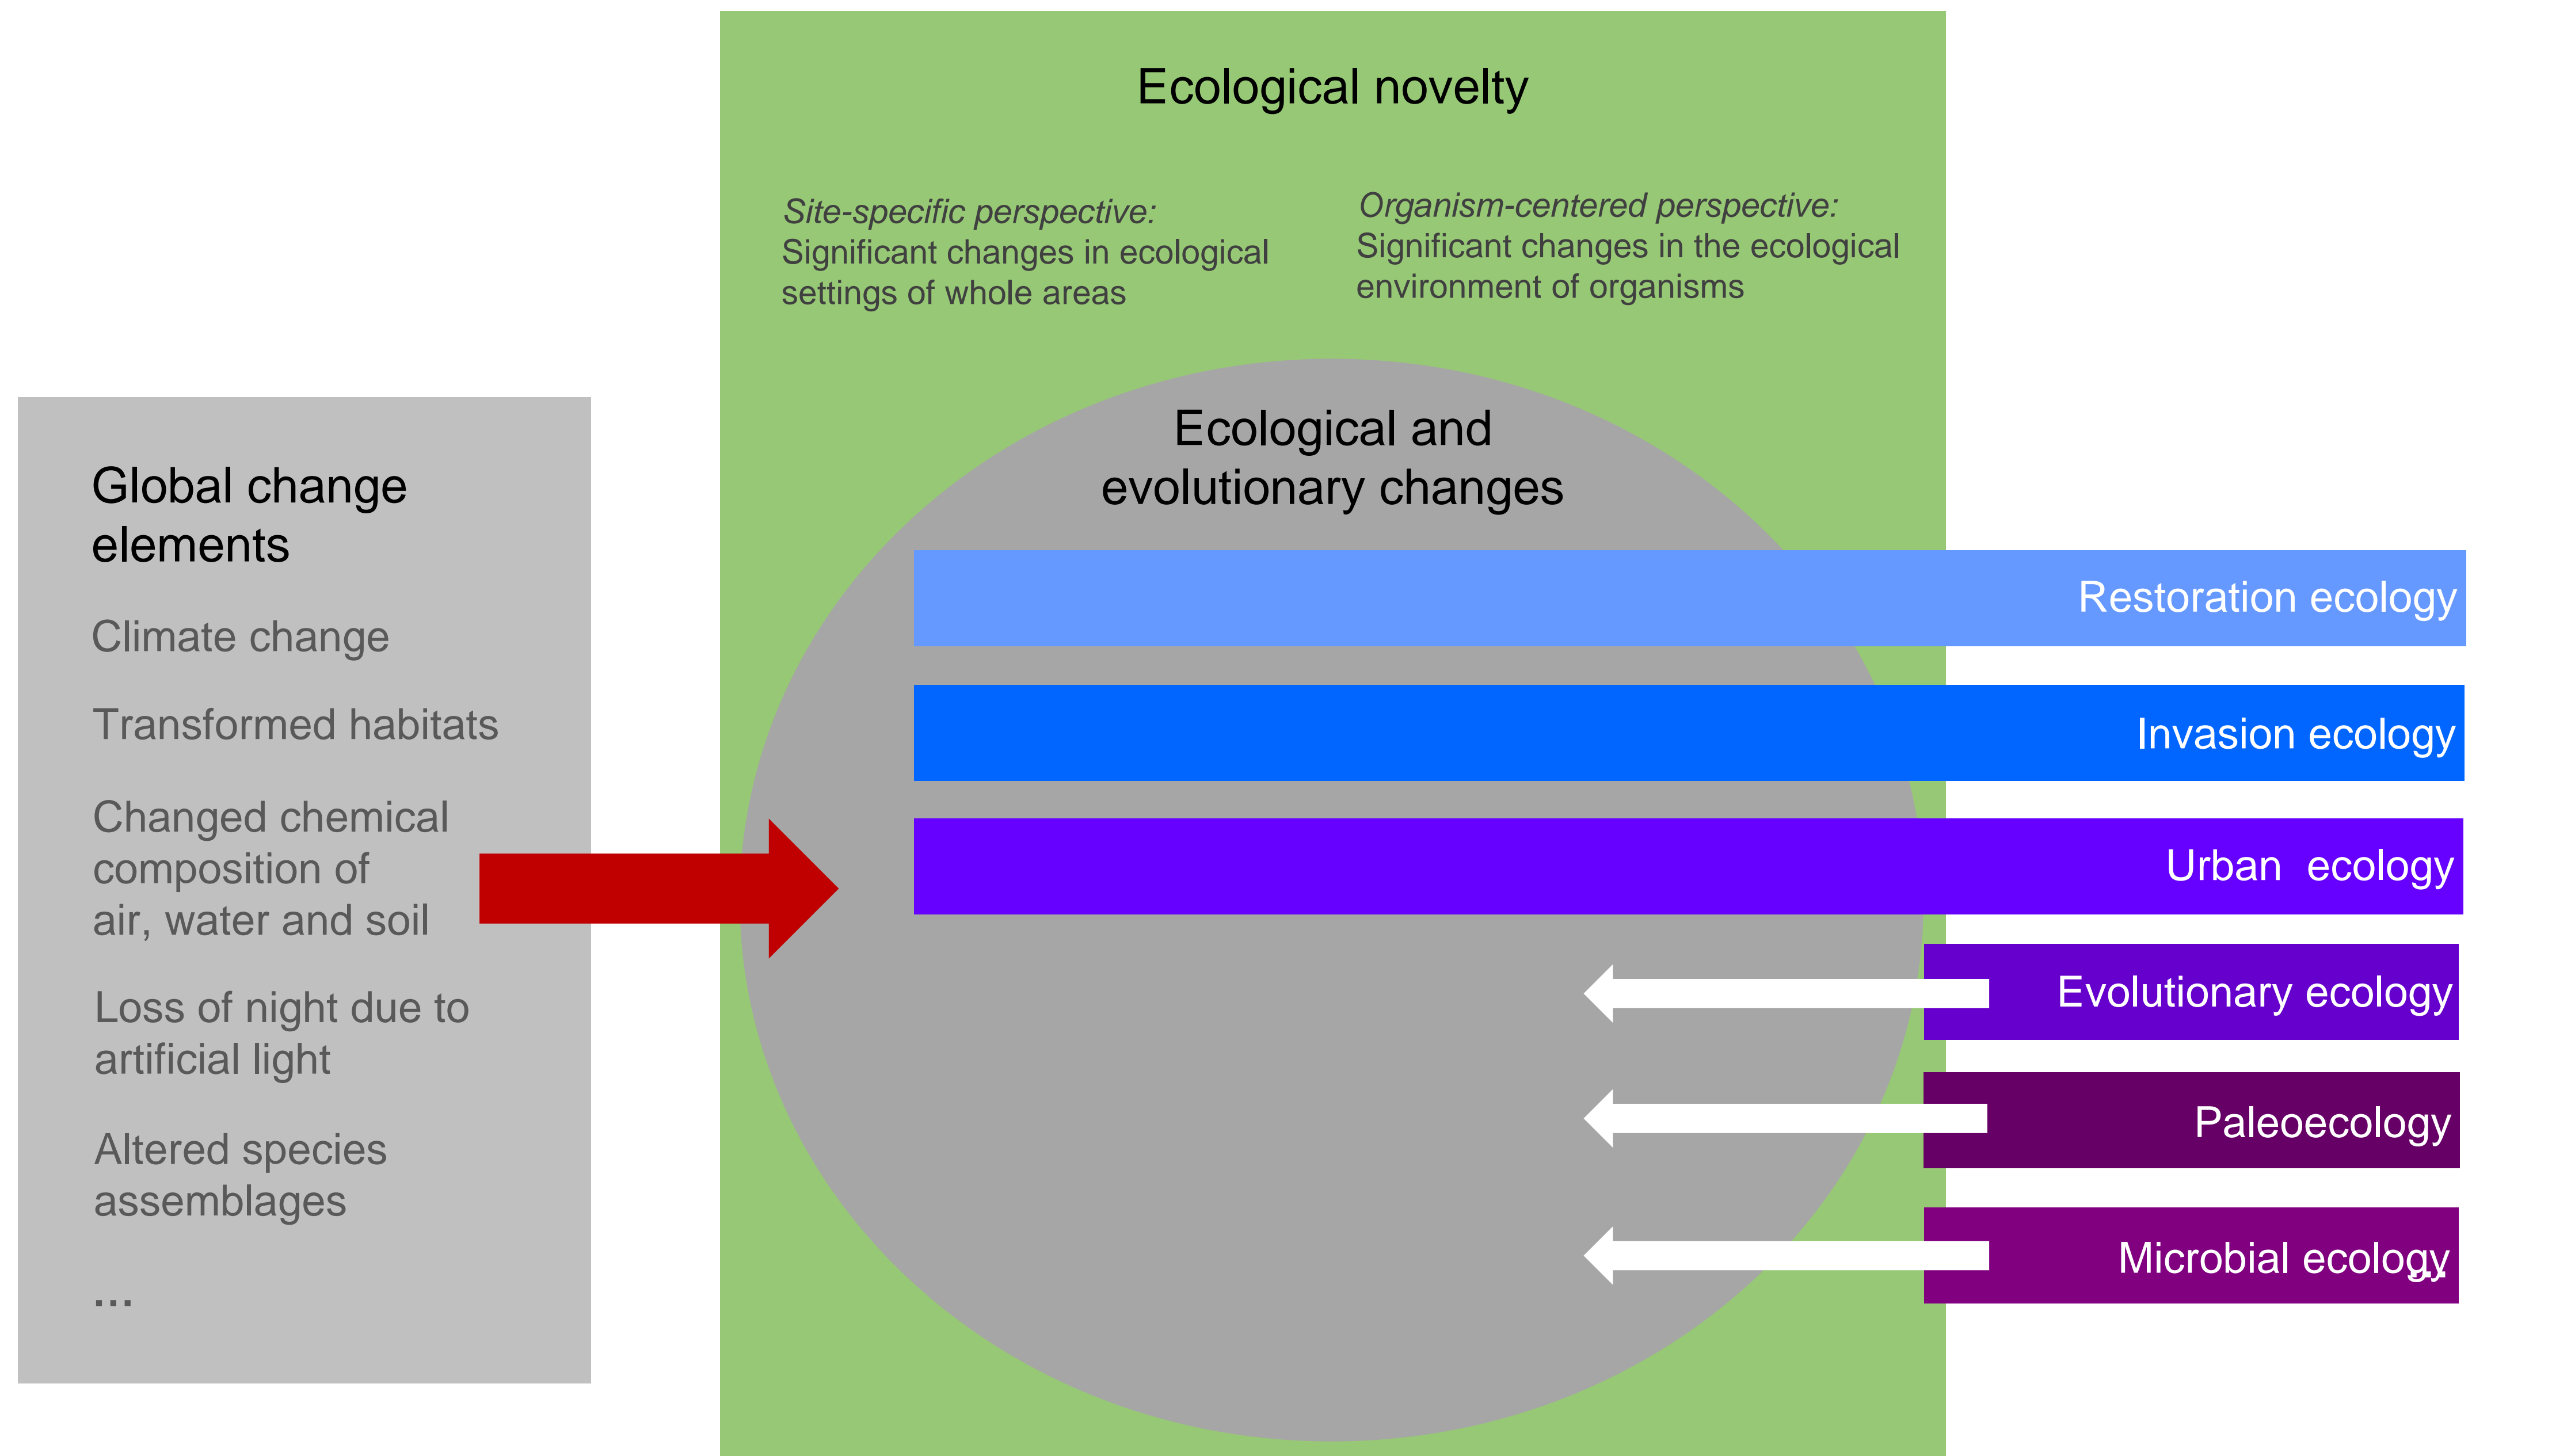 Ecological novelty
Site-specific perspective:
Significant changes in ecological
settings of whole areas
Organism-centered perspective:
Significant changes in the ecological
environment of organisms
Ecological and
evolutionary changes
Global change
elements
Climate change
Transformed habitats
Changed chemical
composition of
air, water and soil
Loss of night due to
artificial light
Altered species
assemblages
...
Restoration ecology
Invasion ecology
Urban  ecology
Evolutionary ecology
Paleoecology
Microbial ecology
...